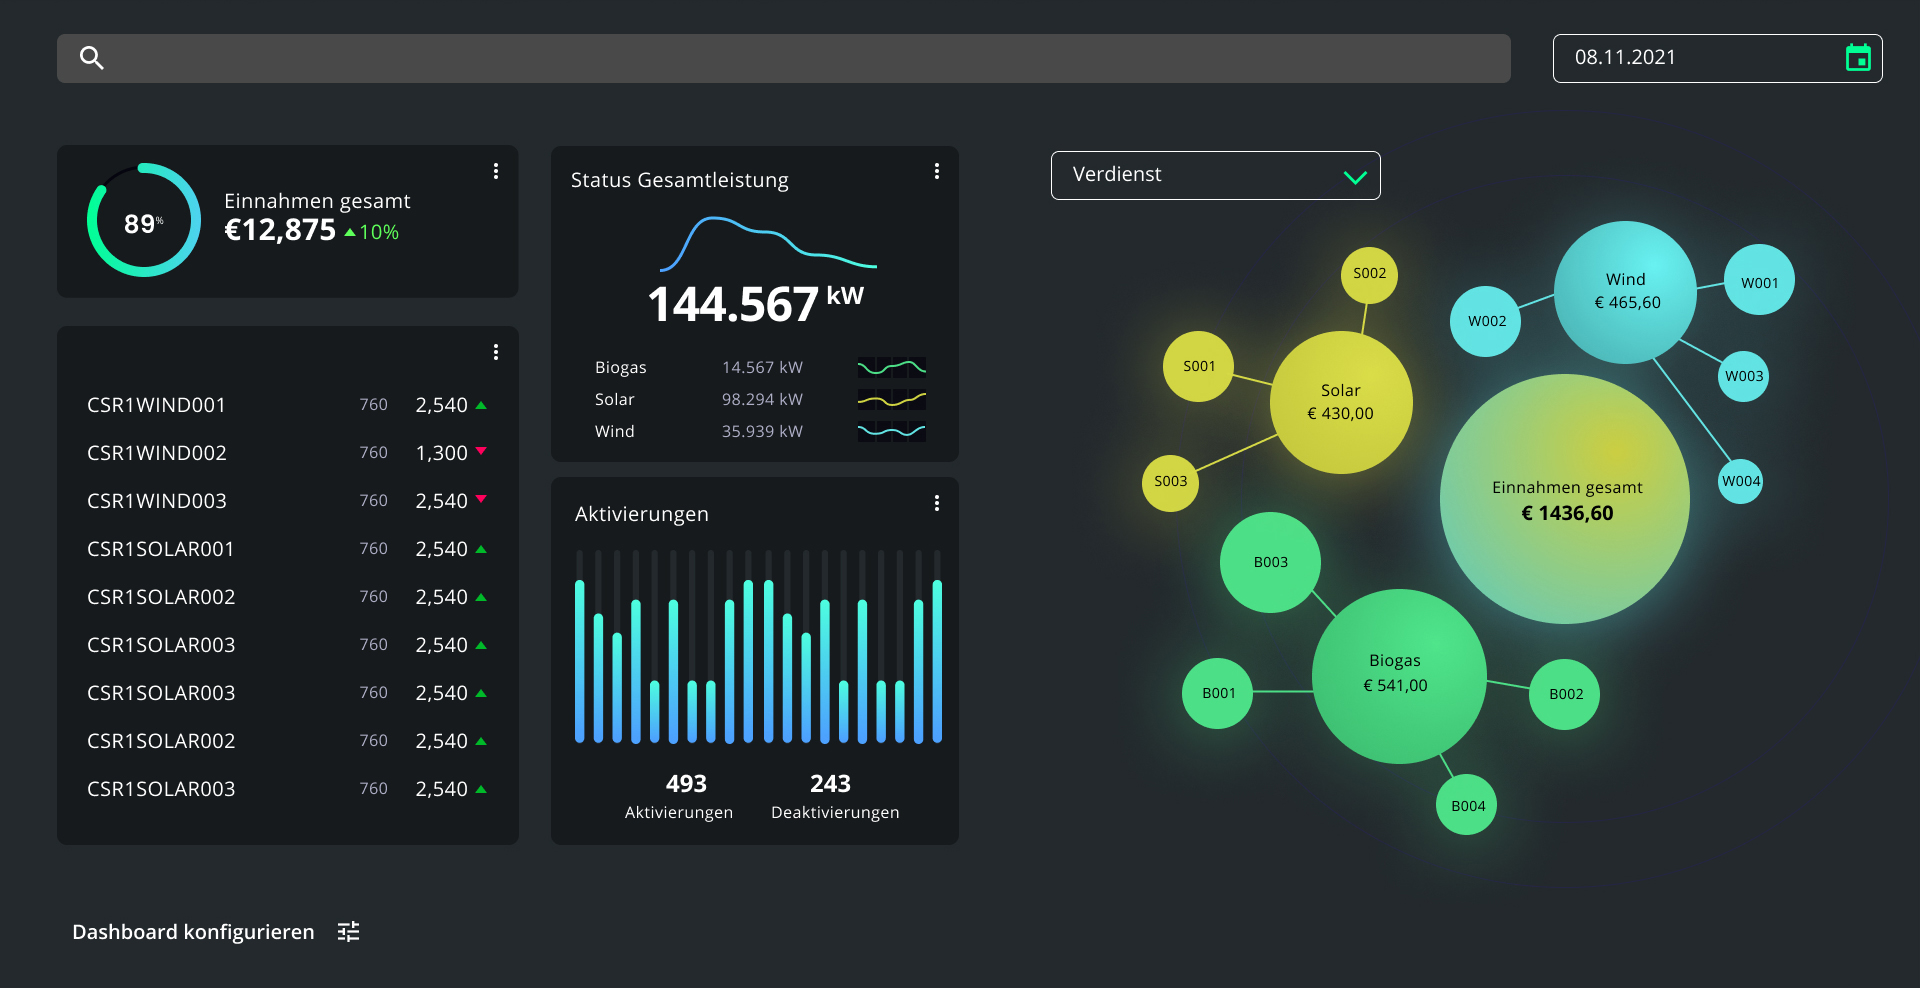 08.11.2021
89%
Einnahmen gesamt
€12,875 10%
CSR1WIND001 760 2,540
CSR1WIND002 760 1,300
CSR1WIND003 760 2,540
CSR1SOLAR001 760 2,540
CSR1SOLAR002 760 2,540
CSR1SOLAR003 760 2,540
CSR1SOLAR003 760 2,540
CSR1SOLAR002 760 2,540
CSR1SOLAR003 760 2,540
Status Gesamtleistung
144.567 kW
Biogas 14.567 kW
Solar 98.294 kW
Wind 35.939 kW
Aktivierungen
493 243
Aktivierungen Deaktivierungen
Verdienst
S002
S001
Solar
€ 430,00
S003
Wind
€ 465,60
W001
W002
W003
W004
Einnahmen gesamt
€ 1436,60
B003
Biogas
€ 541,00
B001
B002
B004
Dashboard konfigurieren